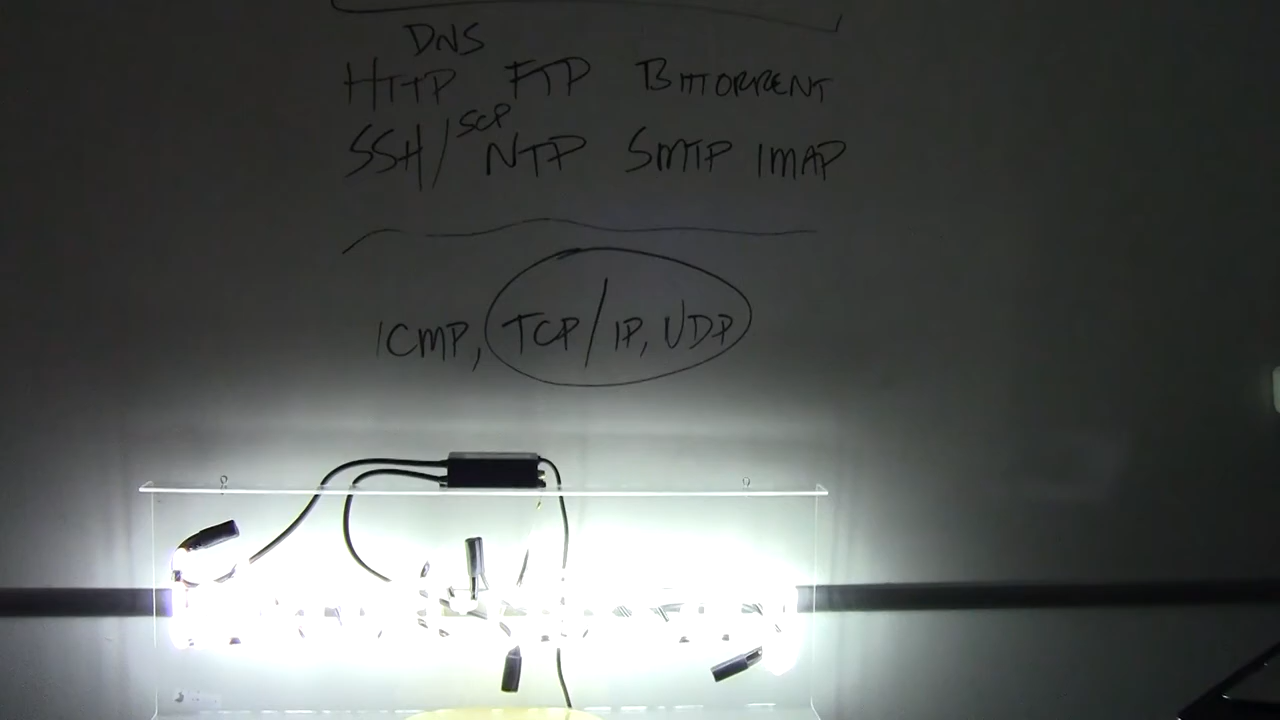 DNS
HTTP FTP BITTORRENT
SSH/SCP NTP SMTP IMAP
ICMP, TCP/IP, UDP